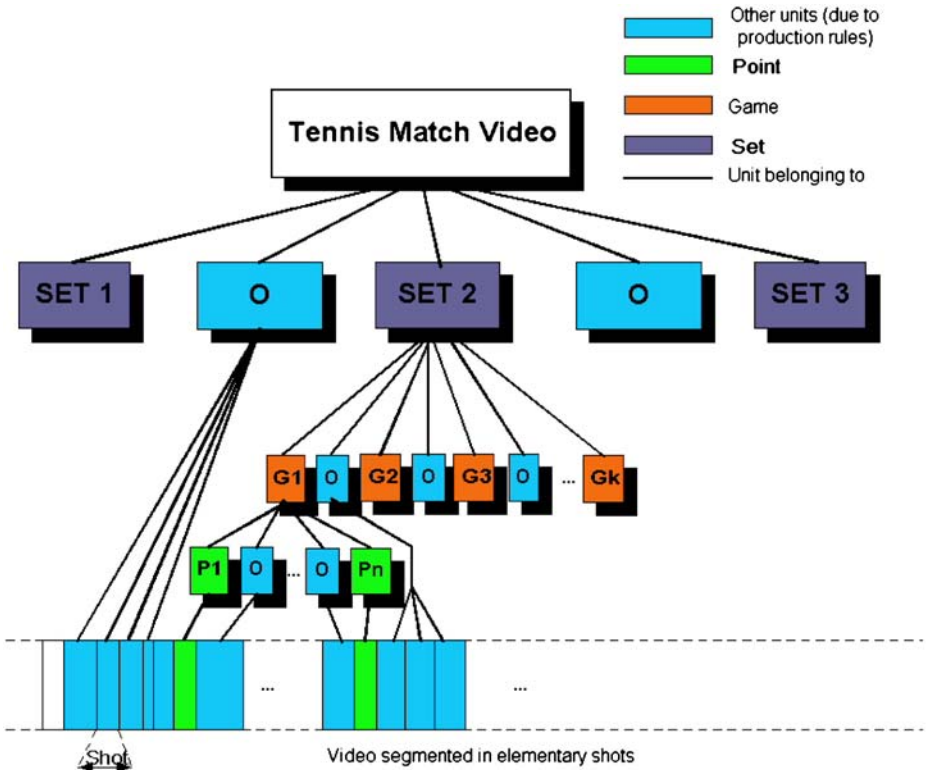 Other units (due to
production rules)
Point
Game
Set
Unit belonging to
Tennis Match Video
SET 1
O
SET 2
O
SET 3
G1
O
G2
O
G3
O
...
Gk
P1
O
...
O
Pn
...
...
Shot
Video segmented in elementary shots